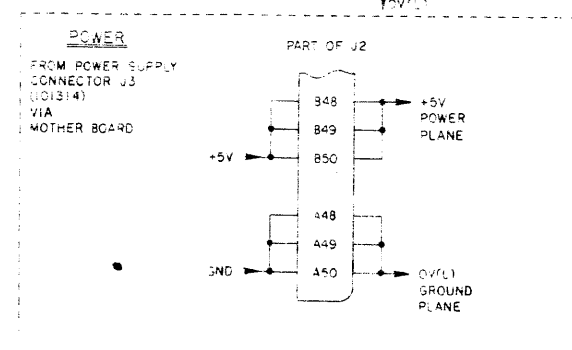 POWER
PART OF J2
FROM POWER SUPPLY
CONNECTOR J3
(101314)
VIA
MOTHER BOARD
B48
B49
B50
+5V
+5V
POWER
PLANE
A48
A49
A50
GND
0V(L)
GROUND
PLANE